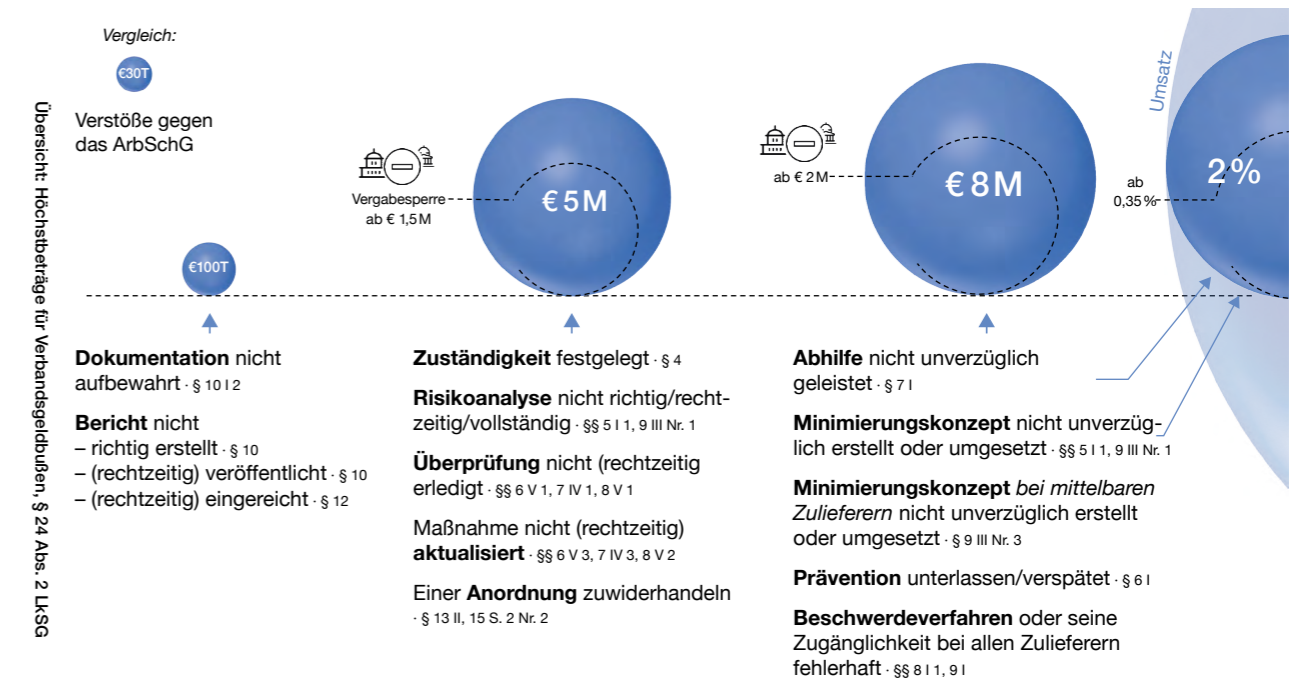 Übersicht: Höchstbeträge für Verbandsgeldbußen, § 24 Abs. 2 LkSG
Vergleich:
€30T
Verstöße gegen
das ArbSchG
€100T
Vergabesperre
ab € 1,5 M
€ 5 M
ab € 2 M
€ 8 M
Umsatz
ab
0,35 %
2 %
Dokumentation nicht
aufbewahrt · § 10 I 2
Bericht nicht
– richtig erstellt · § 10
– (rechtzeitig) veröffentlicht · § 10
– (rechtzeitig) eingereicht · § 12
Zuständigkeit festgelegt · § 4
Risikoanalyse nicht richtig/recht-
zeitig/vollständig · §§ 5 I 1, 9 III Nr. 1
Überprüfung nicht (rechtzeitig
erledigt · §§ 6 V 1, 7 IV 1, 8 V 1
Maßnahme nicht (rechtzeitig)
aktualisiert · §§ 6 V 3, 7 IV 3, 8 V 2
Einer Anordnung zuwiderhandeln
· § 13 II, 15 S. 2 Nr. 2
Abhilfe nicht unverzüglich
geleistet · § 7 I
Minimierungskonzept nicht unverzüg-
lich erstellt oder umgesetzt · §§ 5 I 1, 9 III Nr. 1
Minimierungskonzept bei mittelbaren
Zulieferern nicht unverzüglich erstellt
oder umgesetzt · § 9 III Nr. 3
Prävention unterlassen/verspätet · § 6 I
Beschwerdeverfahren oder seine
Zugänglichkeit bei allen Zulieferern
fehlerhaft · §§ 8 I 1, 9 I